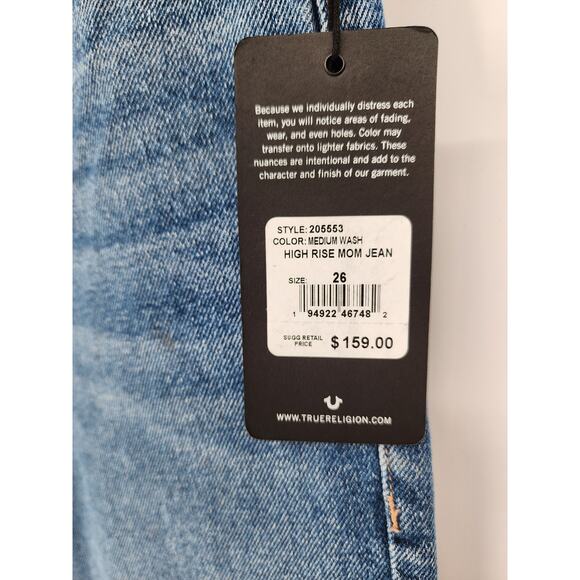 Because we individually distress each
item, you will notice areas of fading,
wear, and even holes. Color may
transfer onto lighter fabrics. These
nuances are intentional and add to the
character and finish of our garment.
STYLE: 205553
COLOR: MEDIUM WASH
HIGH RISE MOM JEAN
SIZE: 26
1 94922 46748 2
SUGG RETAIL
PRICE $159.00
WWW.TRUERELIGION.COM